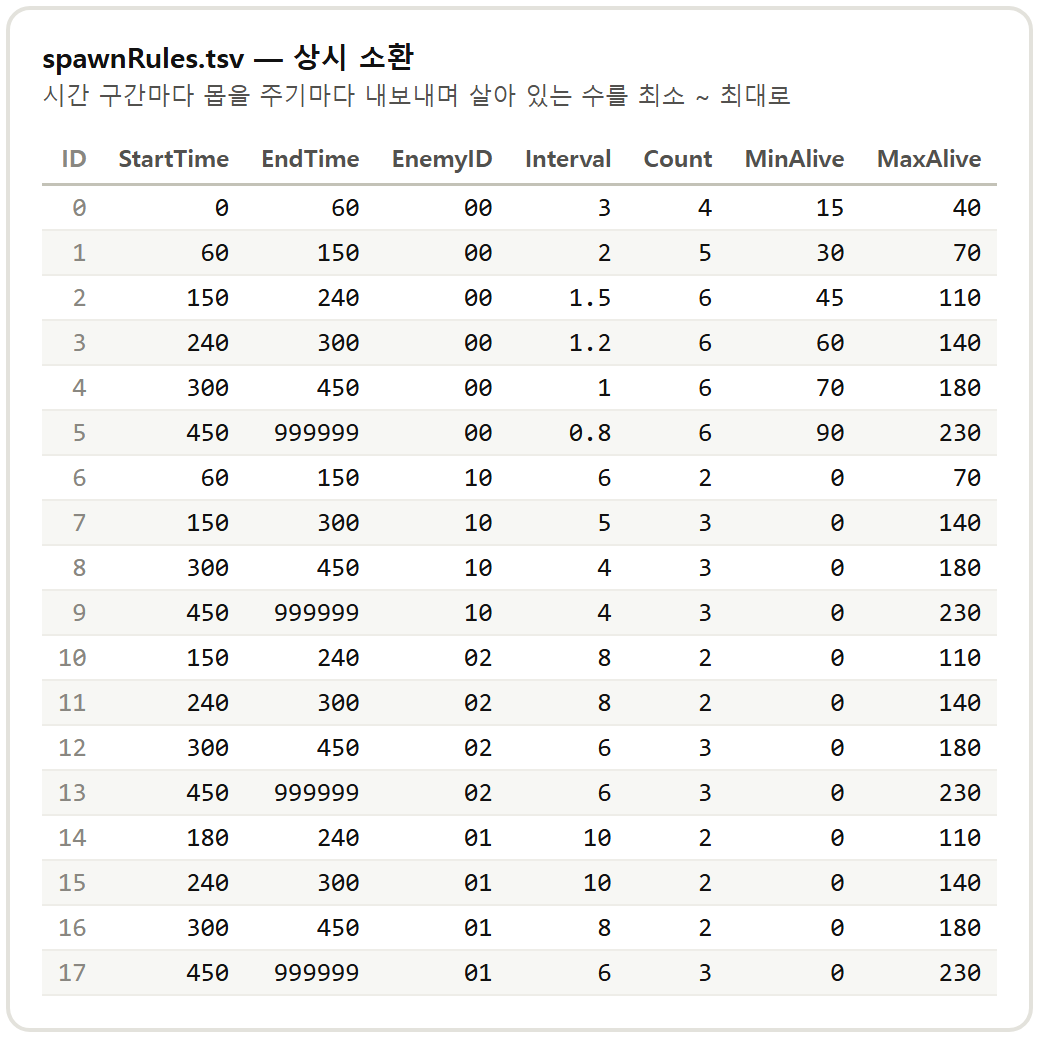 spawnRules.tsv — 상시 소환
시간 구간마다 몹을 주기마다 내보내며 살아 있는 수를 최소 ~ 최대로
ID StartTime EndTime EnemyID Interval Count MinAlive MaxAlive
0 0 60 00 3 4 15 40
1 60 150 00 2 5 30 70
2 150 240 00 1.5 6 45 110
3 240 300 00 1.2 6 60 140
4 300 450 00 1 6 70 180
5 450 999999 00 0.8 6 90 230
6 60 150 10 6 2 0 70
7 150 300 10 5 3 0 140
8 300 450 10 4 3 0 180
9 450 999999 10 4 3 0 230
10 150 240 02 8 2 0 110
11 240 300 02 8 2 0 140
12 300 450 02 6 3 0 180
13 450 999999 02 6 3 0 230
14 180 240 01 10 2 0 110
15 240 300 01 10 2 0 140
16 300 450 01 8 2 0 180
17 450 999999 01 6 3 0 230